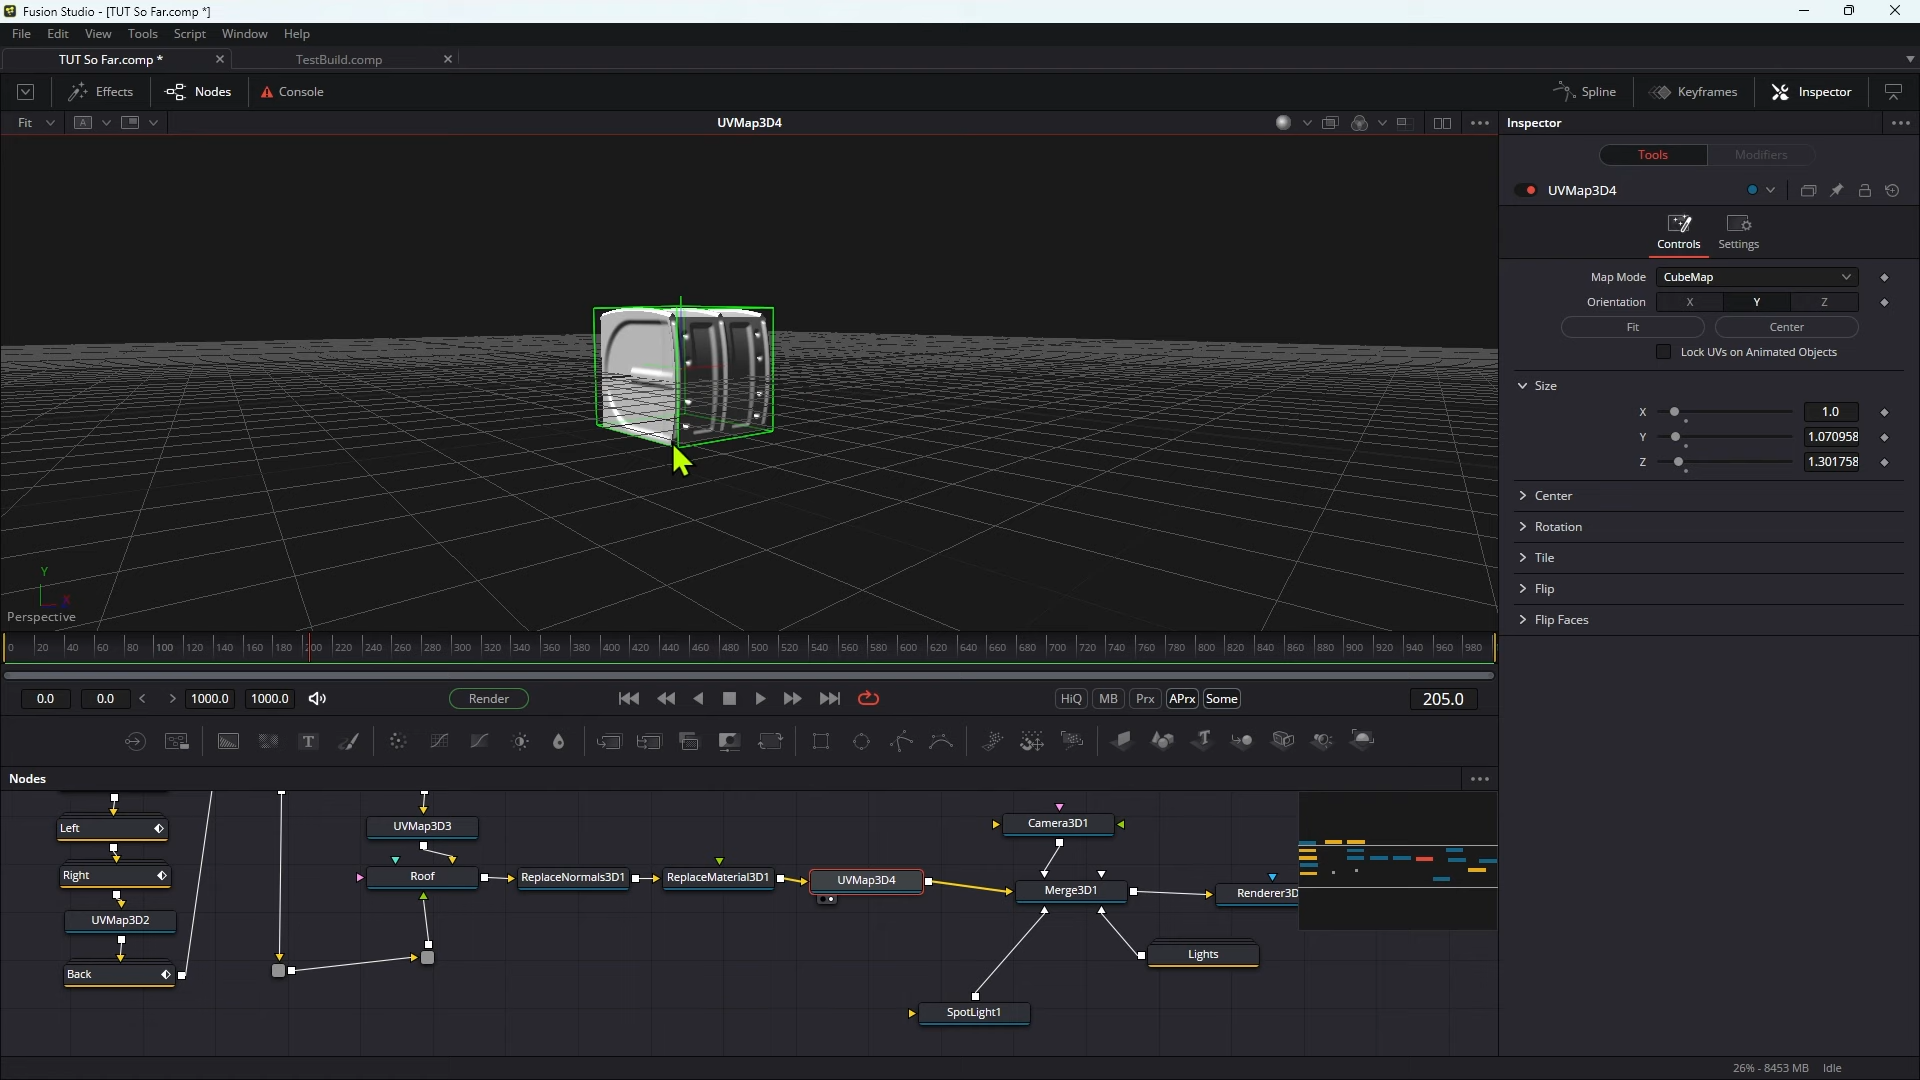 Fusion Studio - [TUT So Far.comp *]
File Edit View Tools Script Window Help
TUT So Far.comp * TestBuild.comp
Effects Nodes Console Spline Keyframes Inspector
Fit A UVMap3D4 Inspector
Tools Modifiers
UVMap3D4
Controls Settings
Map Mode CubeMap
Orientation X Y Z
Fit Center
Lock UVs on Animated Objects
Size
X 1.0
Y 1.070958
Z 1.301758
Center
Rotation
Tile
Flip
Flip Faces
Y
X
Perspective
0 20 40 60 80 100 120 140 160 180 200 220 240 260 280 300 320 340 360 380 400 420 440 460 480 500 520 540 560 580 600 620 640 660 680 700 720 740 760 780 800 820 840 860 880 900 920 940 960 980
0.0 0.0 < > 1000.0 1000.0 Render HiQ MB Prx APrx Some 205.0
T T
Nodes
Left UVMap3D3 Camera3D1
Right Roof ReplaceNormals3D1 ReplaceMaterial3D1 UVMap3D4 Merge3D1 Renderer3D
UVMap3D2
Back Lights
SpotLight1
26% - 8453 MB Idle